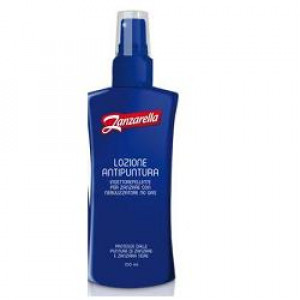 Zanzarella
LOZIONE
ANTIPUNTURA
INSETTOREPELLENTE
PER ZANZARE CON
NEBULIZZATORE NO GAS
PROTEGGE DALLE
PUNTURE DI ZANZARE
E ZANZARA TIGRE
100 ml